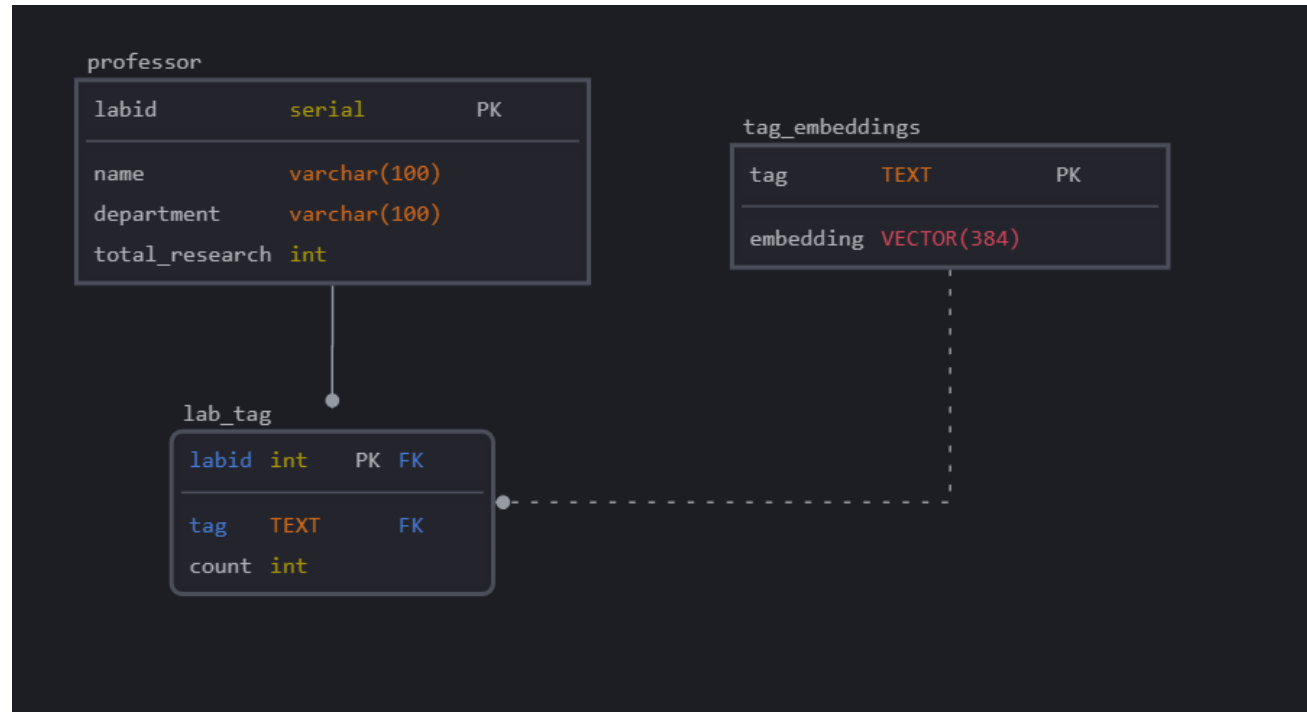 professor
labid serial PK
name varchar(100)
department varchar(100)
total_research int
tag_embeddings
tag TEXT PK
embedding VECTOR(384)
lab_tag
labid int PK FK
tag TEXT FK
count int